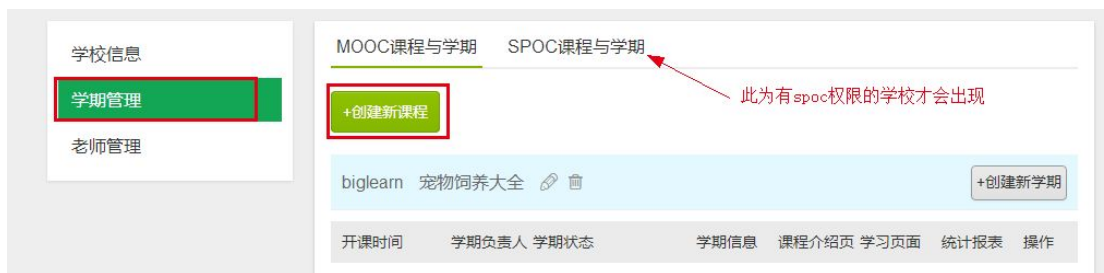 学校信息
学期管理
老师管理
MOOC课程与学期 SPOC课程与学期
此为有spoc权限的学校才会出现
+创建新课程
biglearn 宠物饲养大全 +创建新学期
开课时间 学期负责人 学期状态 学期信息 课程介绍页 学习页面 统计报表 操作